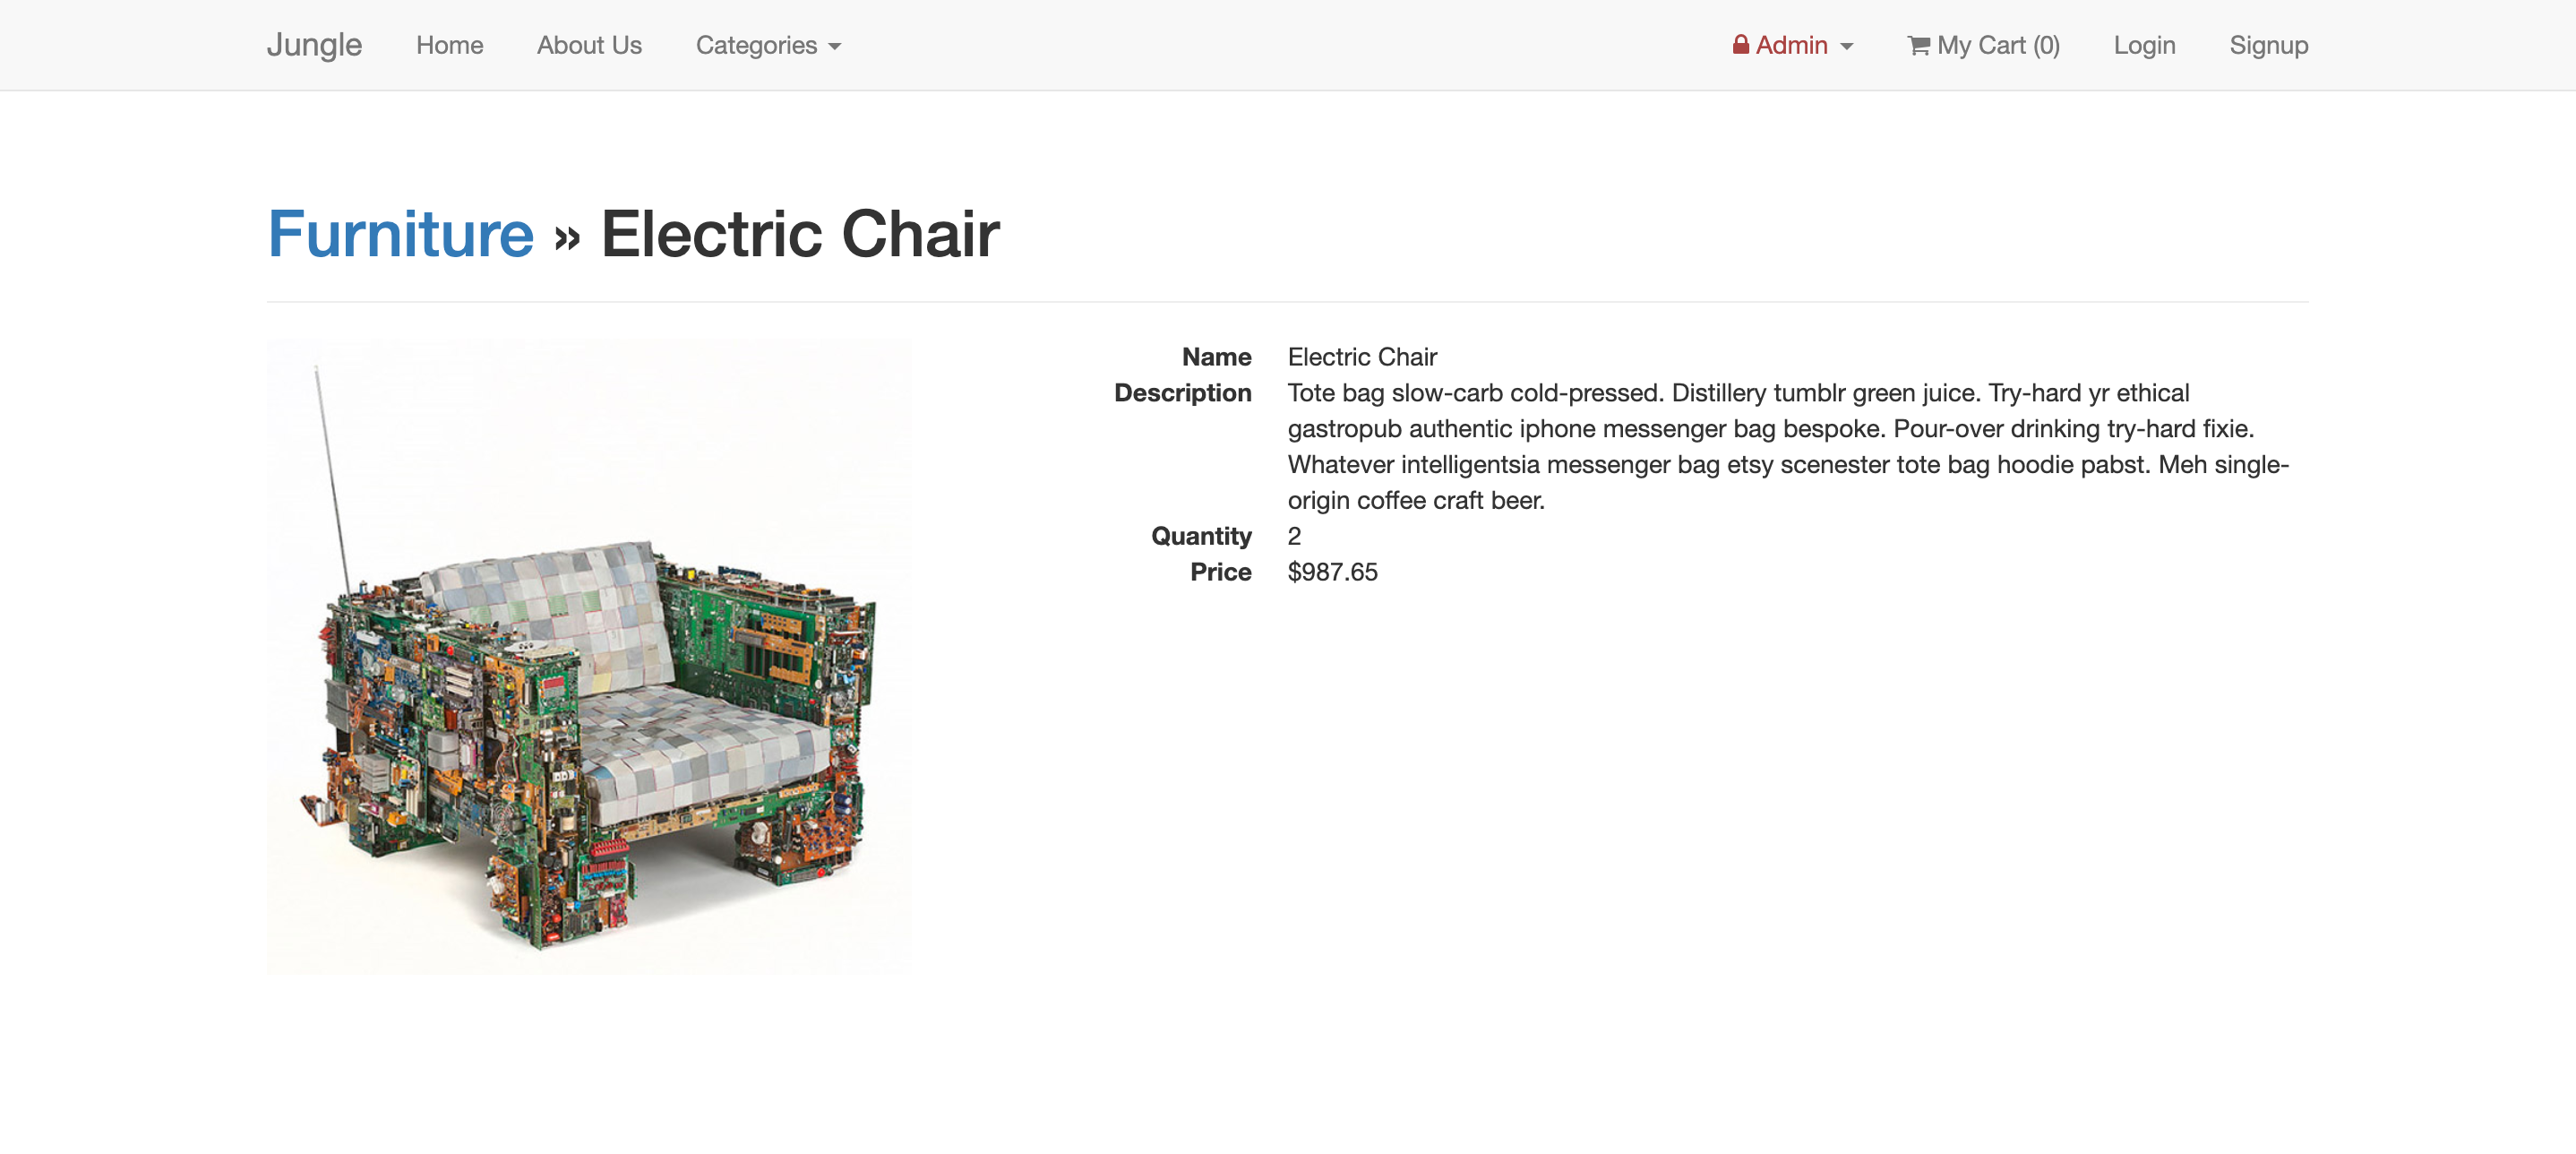 Jungle Home About Us Categories Admin My Cart (0) Login Signup
Furniture » Electric Chair
Name Electric Chair
Description Tote bag slow-carb cold-pressed. Distillery tumblr green juice. Try-hard yr ethical
gastropub authentic iphone messenger bag bespoke. Pour-over drinking try-hard fixie.
Whatever intelligentsia messenger bag etsy scenester tote bag hoodie pabst. Meh single-
origin coffee craft beer.
Quantity 2
Price $987.65